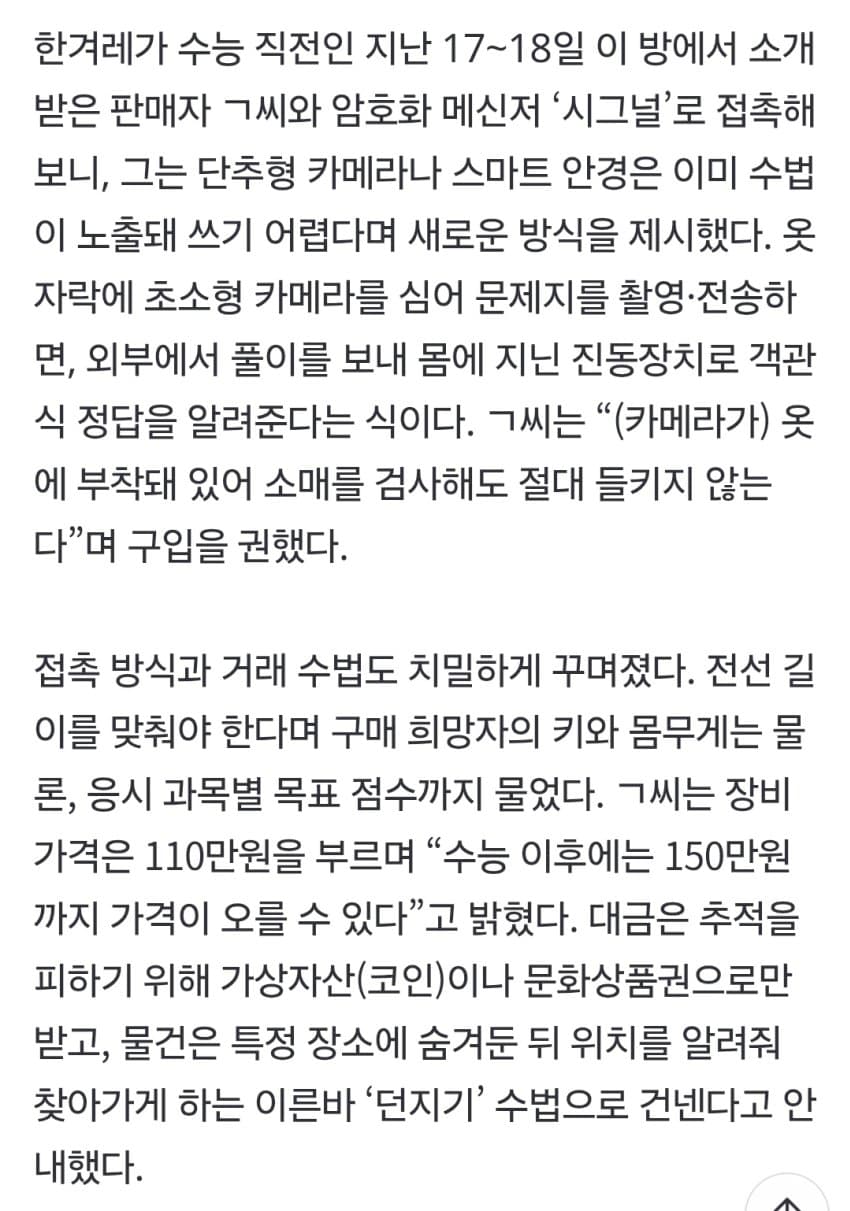 한겨레가 수능 직전인 지난 17~18일 이 방에서 소개
받은 판매자 ㄱ씨와 암호화 메신저 ‘시그널’로 접촉해
보니, 그는 단추형 카메라나 스마트 안경은 이미 수법
이 노출돼 쓰기 어렵다며 새로운 방식을 제시했다. 옷
자락에 초소형 카메라를 심어 문제지를 촬영·전송하
면, 외부에서 풀이를 보내 몸에 지닌 진동장치로 객관
식 정답을 알려준다는 식이다. ㄱ씨는 “(카메라가) 옷
에 부착돼 있어 소매를 검사해도 절대 들키지 않는
다”며 구입을 권했다.
접촉 방식과 거래 수법도 치밀하게 꾸며졌다. 전선 길
이를 맞춰야 한다며 구매 희망자의 키와 몸무게는 물
론, 응시 과목별 목표 점수까지 물었다. ㄱ씨는 장비
가격은 110만원을 부르며 “수능 이후에는 150만원
까지 가격이 오를 수 있다”고 밝혔다. 대금은 추적을
피하기 위해 가상자산(코인)이나 문화상품권으로만
받고, 물건은 특정 장소에 숨겨둔 뒤 위치를 알려줘
찾아가게 하는 이른바 ‘던지기’ 수법으로 건넨다고 안
내했다.